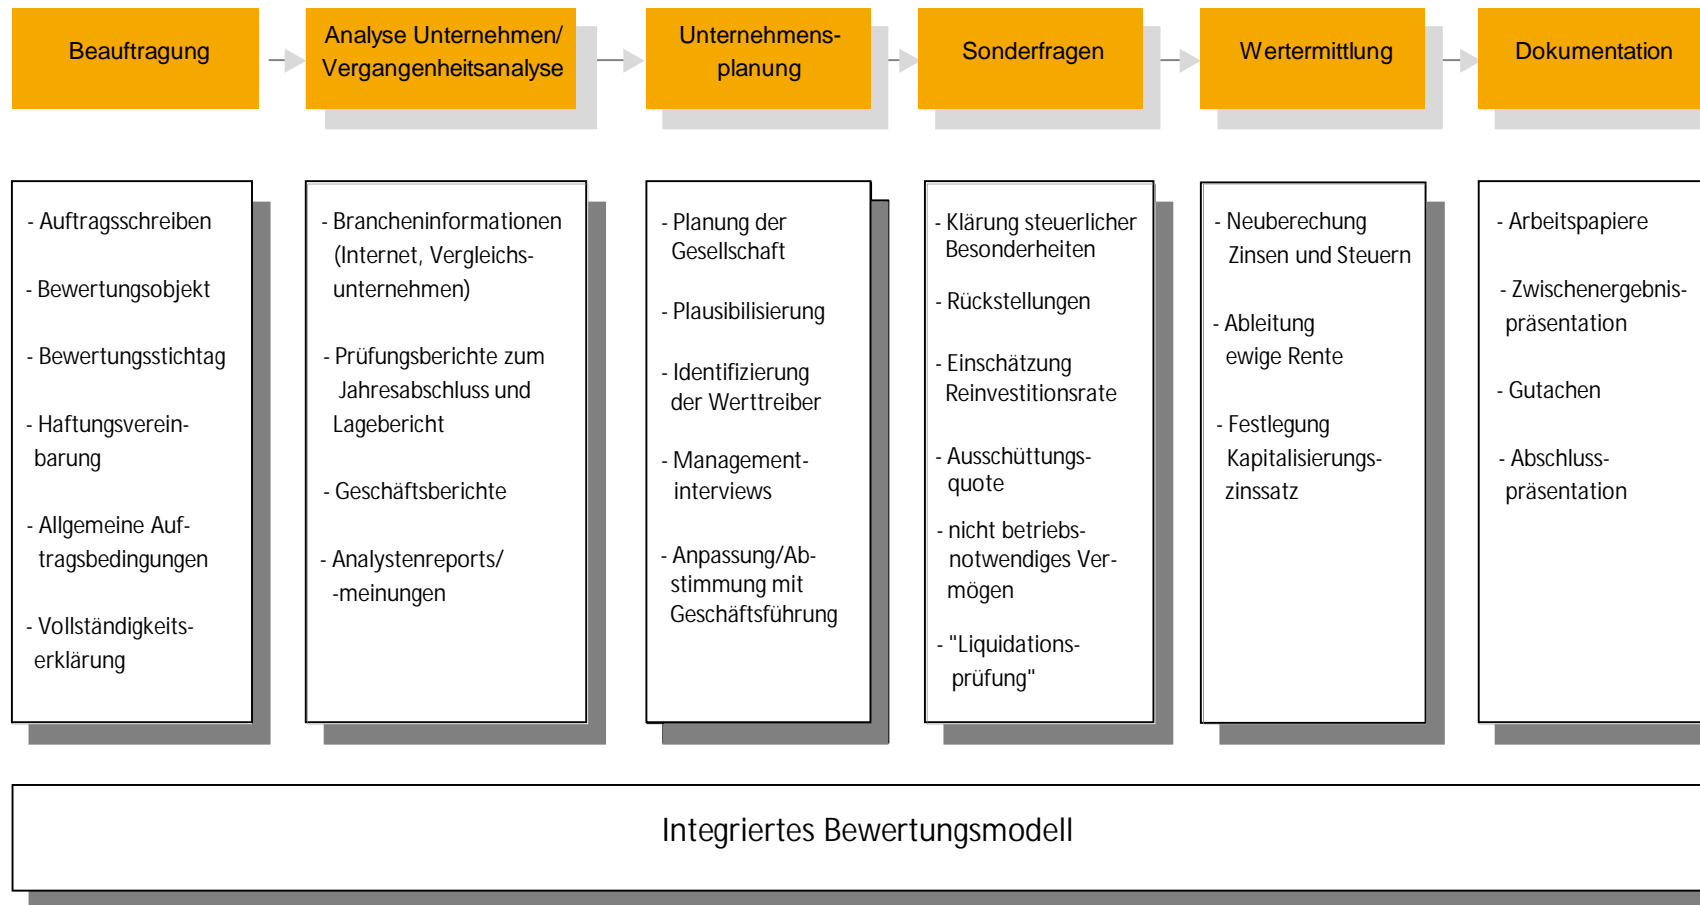 Beauftragung
Analyse Unternehmen/
Vergangenheitsanalyse
Unternehmens-
planung
Sonderfragen
Wertermittlung
Dokumentation
- Auftragsschreiben
- Bewertungsobjekt
- Bewertungsstichtag
- Haftungsverein-
barung
- Allgemeine Auf-
tragsbedingungen
- Vollständigkeits-
erklärung
- Brancheninformationen
(Internet, Vergleichs-
unternehmen)
- Prüfungsberichte zum
Jahresabschluss und
Lagebericht
- Geschäftsberichte
- Analystenreports/
-meinungen
- Planung der
Gesellschaft
- Plausibilisierung
- Identifizierung
der Werttreiber
- Management-
interviews
- Anpassung/Ab-
stimmung mit
Geschäftsführung
- Klärung steuerlicher
Besonderheiten
- Rückstellungen
- Einschätzung
Reinvestitionsrate
- Ausschüttungs-
quote
- nicht betriebs-
notwendiges Ver-
mögen
- "Liquidations-
prüfung"
- Neuberechung
Zinsen und Steuern
- Ableitung
ewige Rente
- Festlegung
Kapitalisierungs-
zinssatz
- Arbeitspapiere
- Zwischenergebnis-
präsentation
- Gutachen
- Abschluss-
präsentation
Integriertes Bewertungsmodell